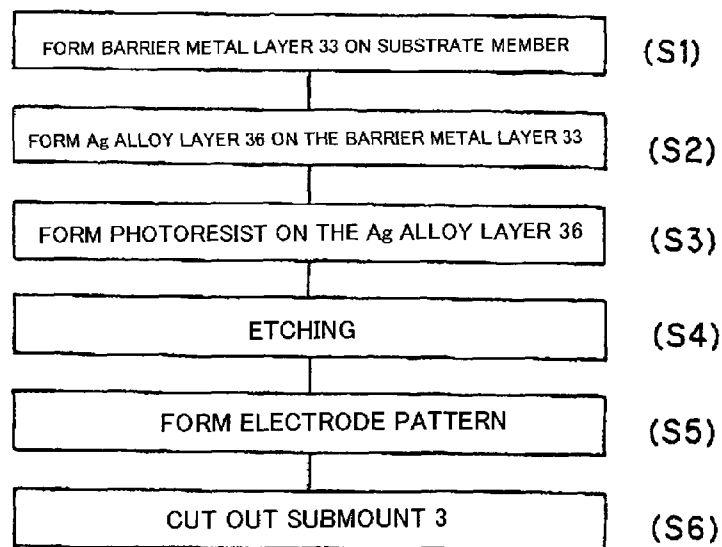 FORM BARRIER METAL LAYER 33 ON SUBSTRATE MEMBER (S1)
FORM Ag ALLOY LAYER 36 ON THE BARRIER METAL LAYER 33 (S2)
FORM PHOTORESIST ON THE Ag ALLOY LAYER 36 (S3)
ETCHING (S4)
FORM ELECTRODE PATTERN (S5)
CUT OUT SUBMOUNT 3 (S6)